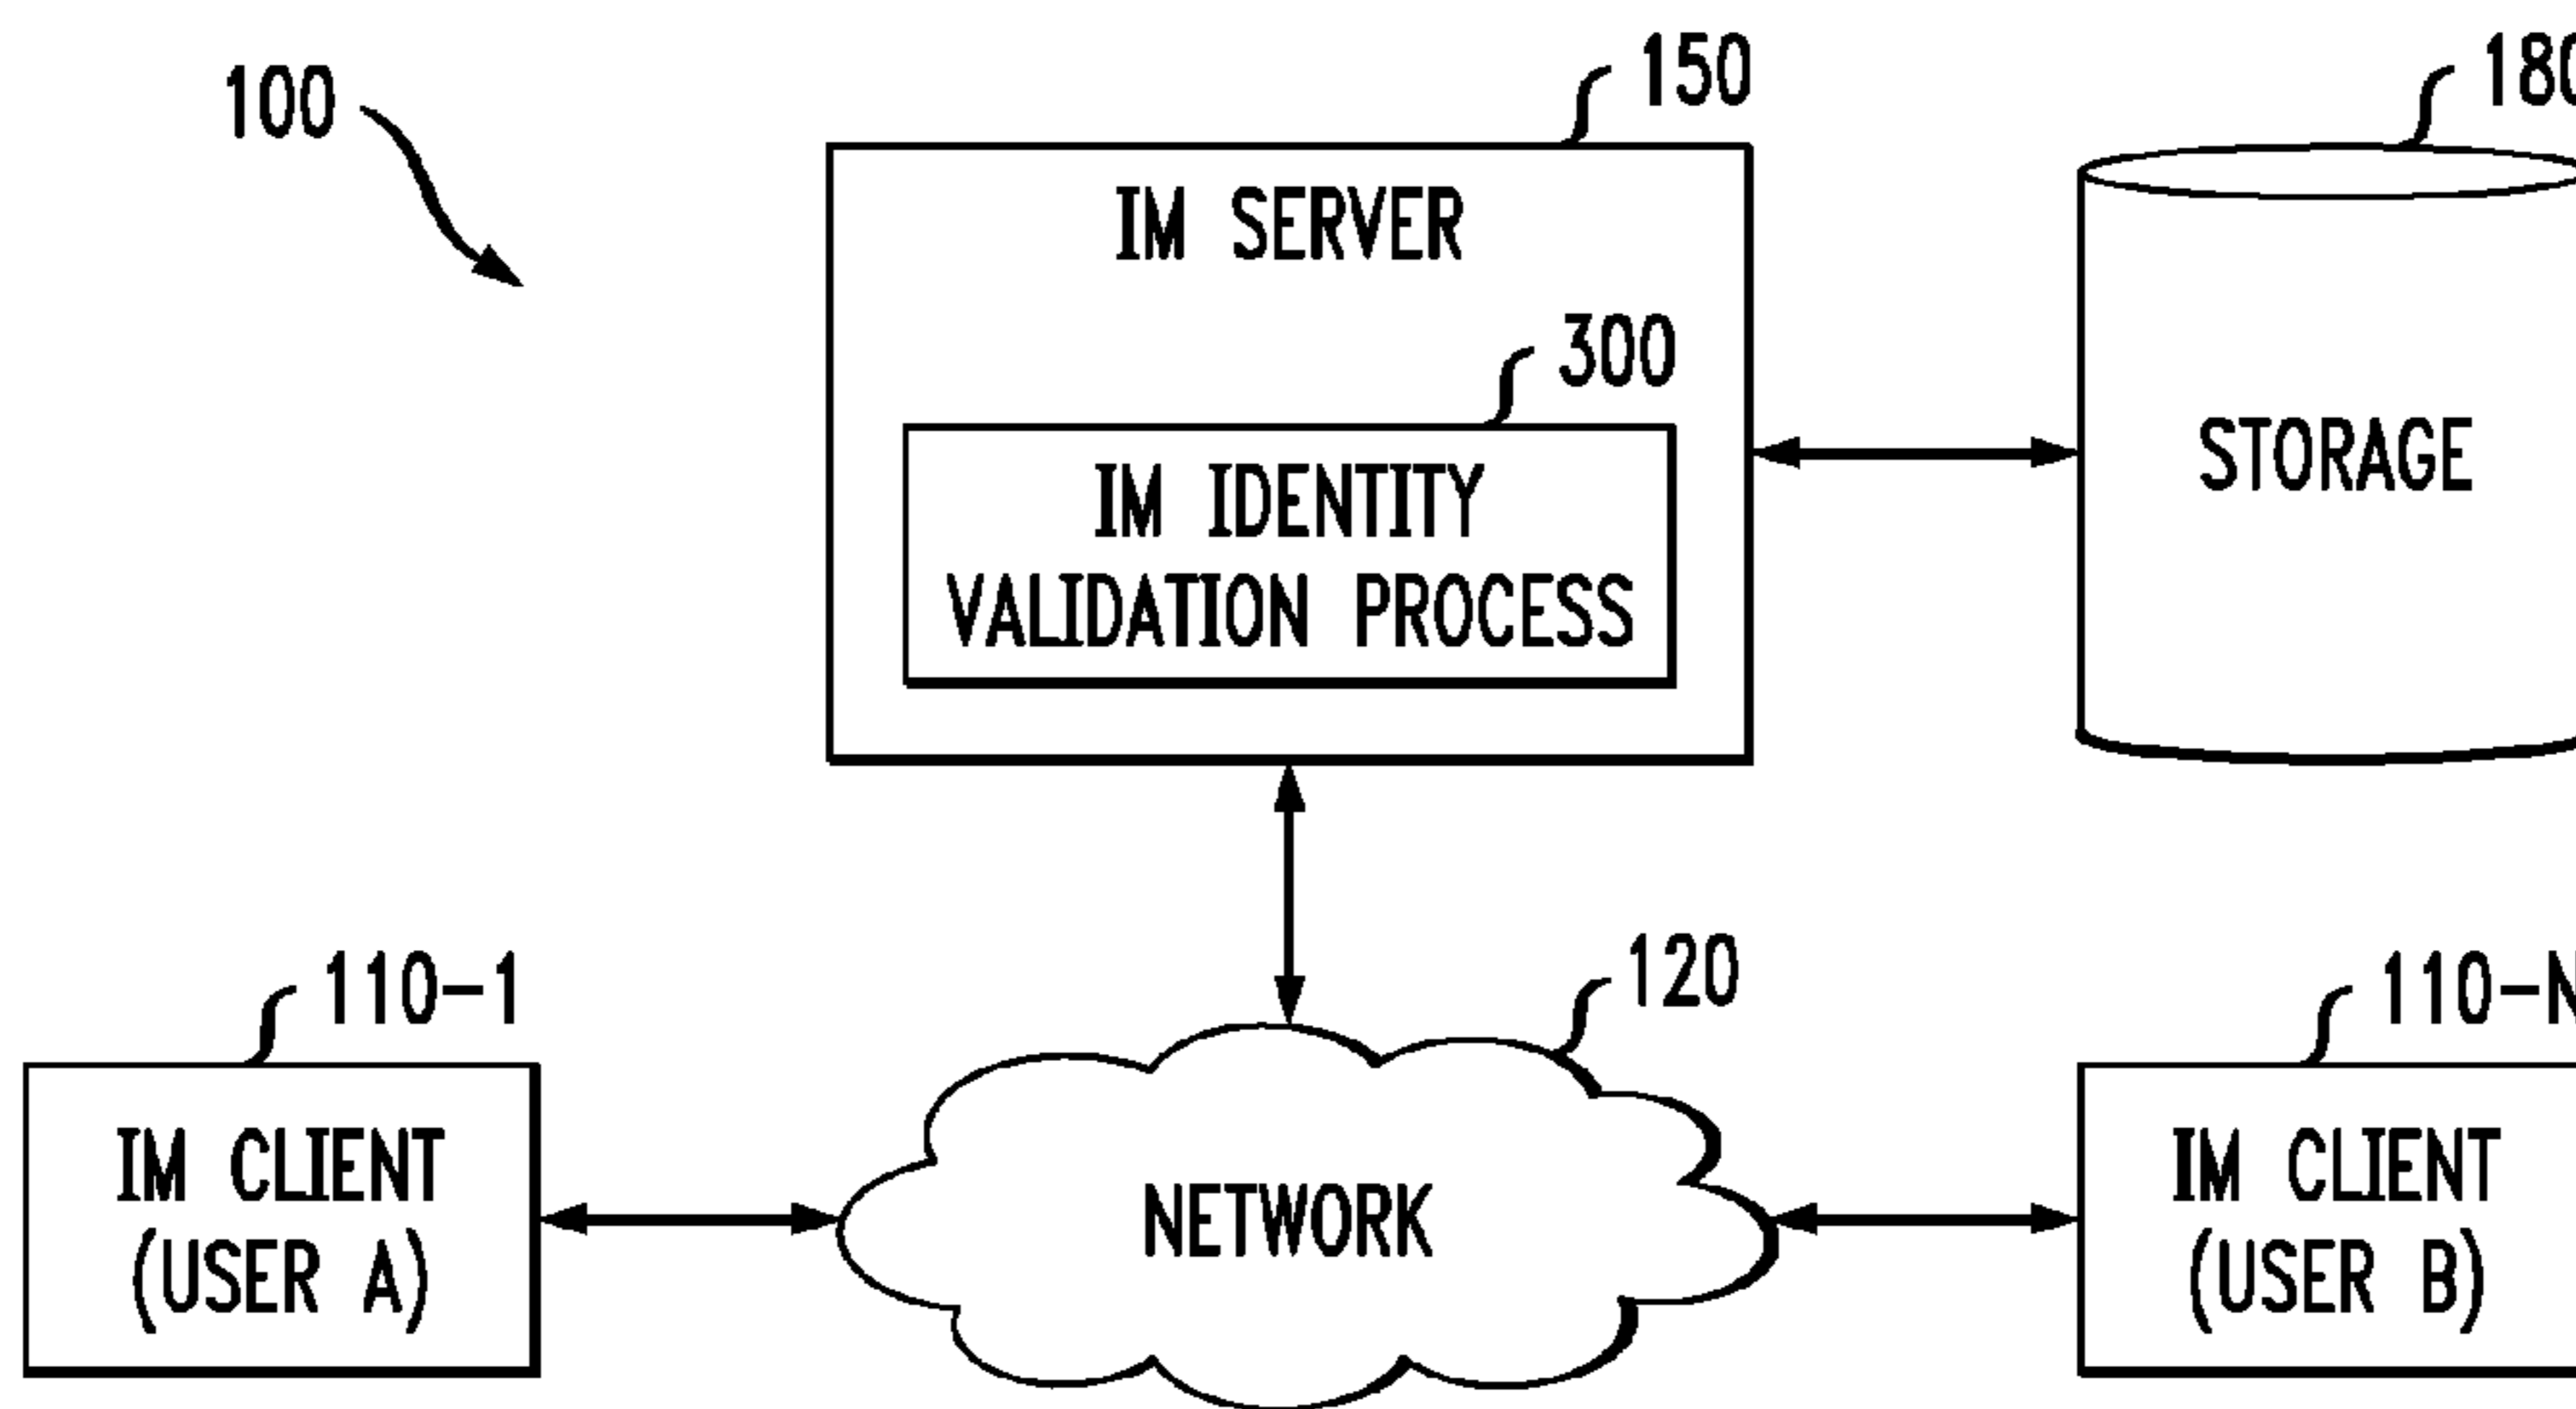 100
150
180
IM SERVER
300
IM IDENTITY
VALIDATION PROCESS
STORAGE
110-1
120
110-N
IM CLIENT
(USER A)
NETWORK
IM CLIENT
(USER B)